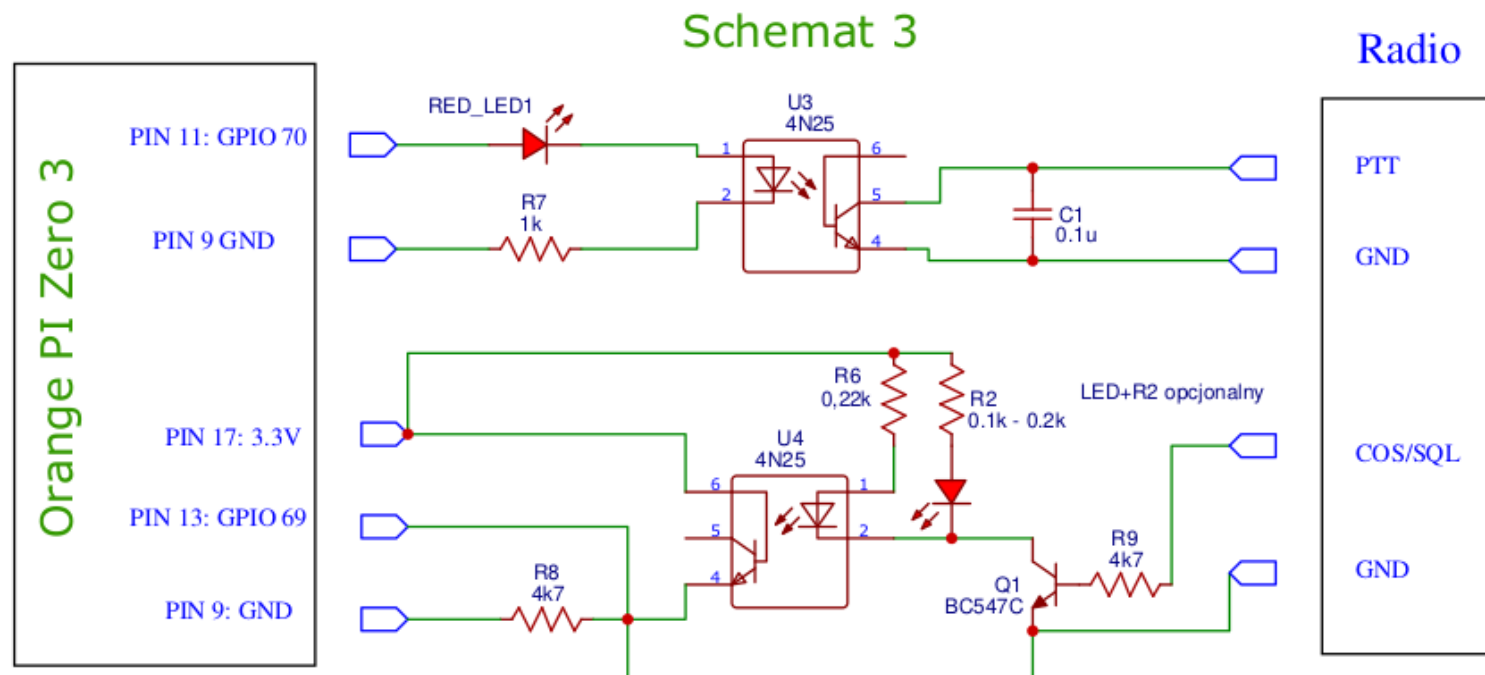 Schemat 3
Radio
Orange PI Zero 3
PIN 11: GPIO 70
RED_LED1
U3
4N25
1
2
6
5
4
PTT
C1
0.1u
PIN 9 GND
R7
1k
GND
R6
0,22k
R2
0.1k - 0.2k
LED+R2 opcjonalny
PIN 17: 3.3V
U4
4N25
6
5
4
1
2
COS/SQL
PIN 13: GPIO 69
R9
4k7
PIN 9: GND
R8
4k7
Q1
BC547C
GND